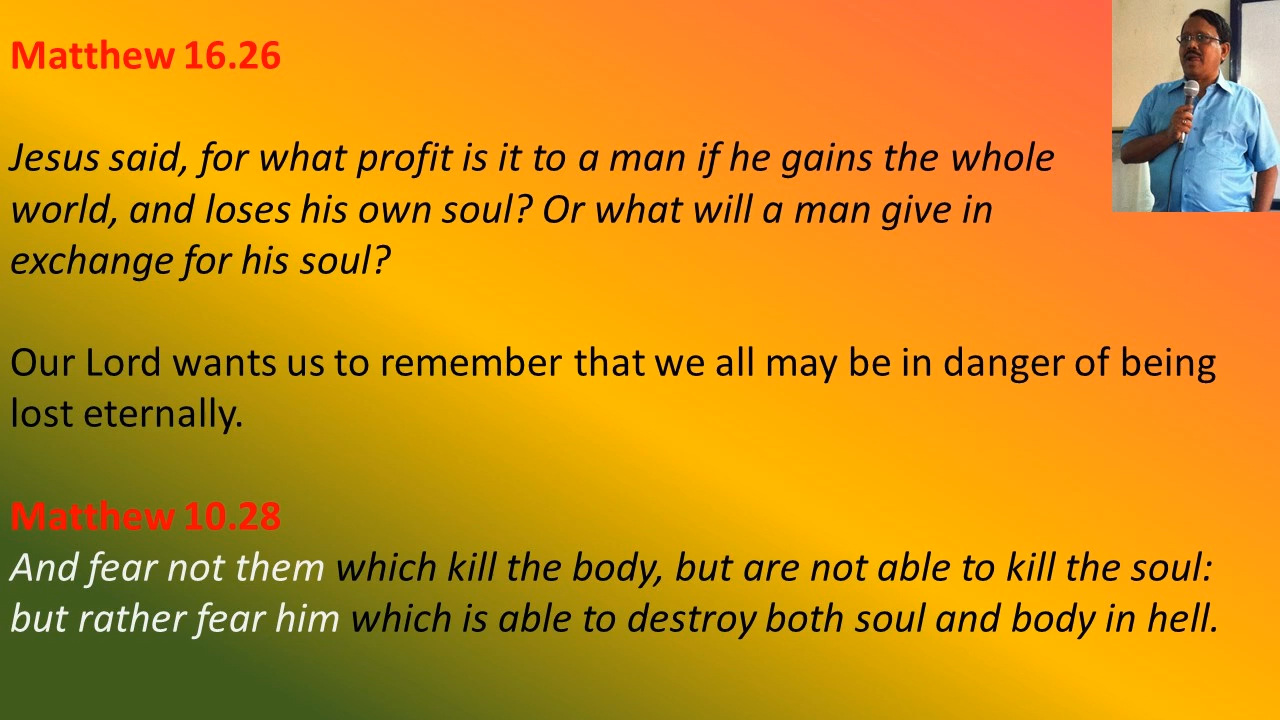 Matthew 16.26
Jesus said, for what profit is it to a man if he gains the whole
world, and loses his own soul? Or what will a man give in
exchange for his soul?
Our Lord wants us to remember that we all may be in danger of being
lost eternally.
Matthew 10.28
And fear not them which kill the body, but are not able to kill the soul:
but rather fear him which is able to destroy both soul and body in hell.